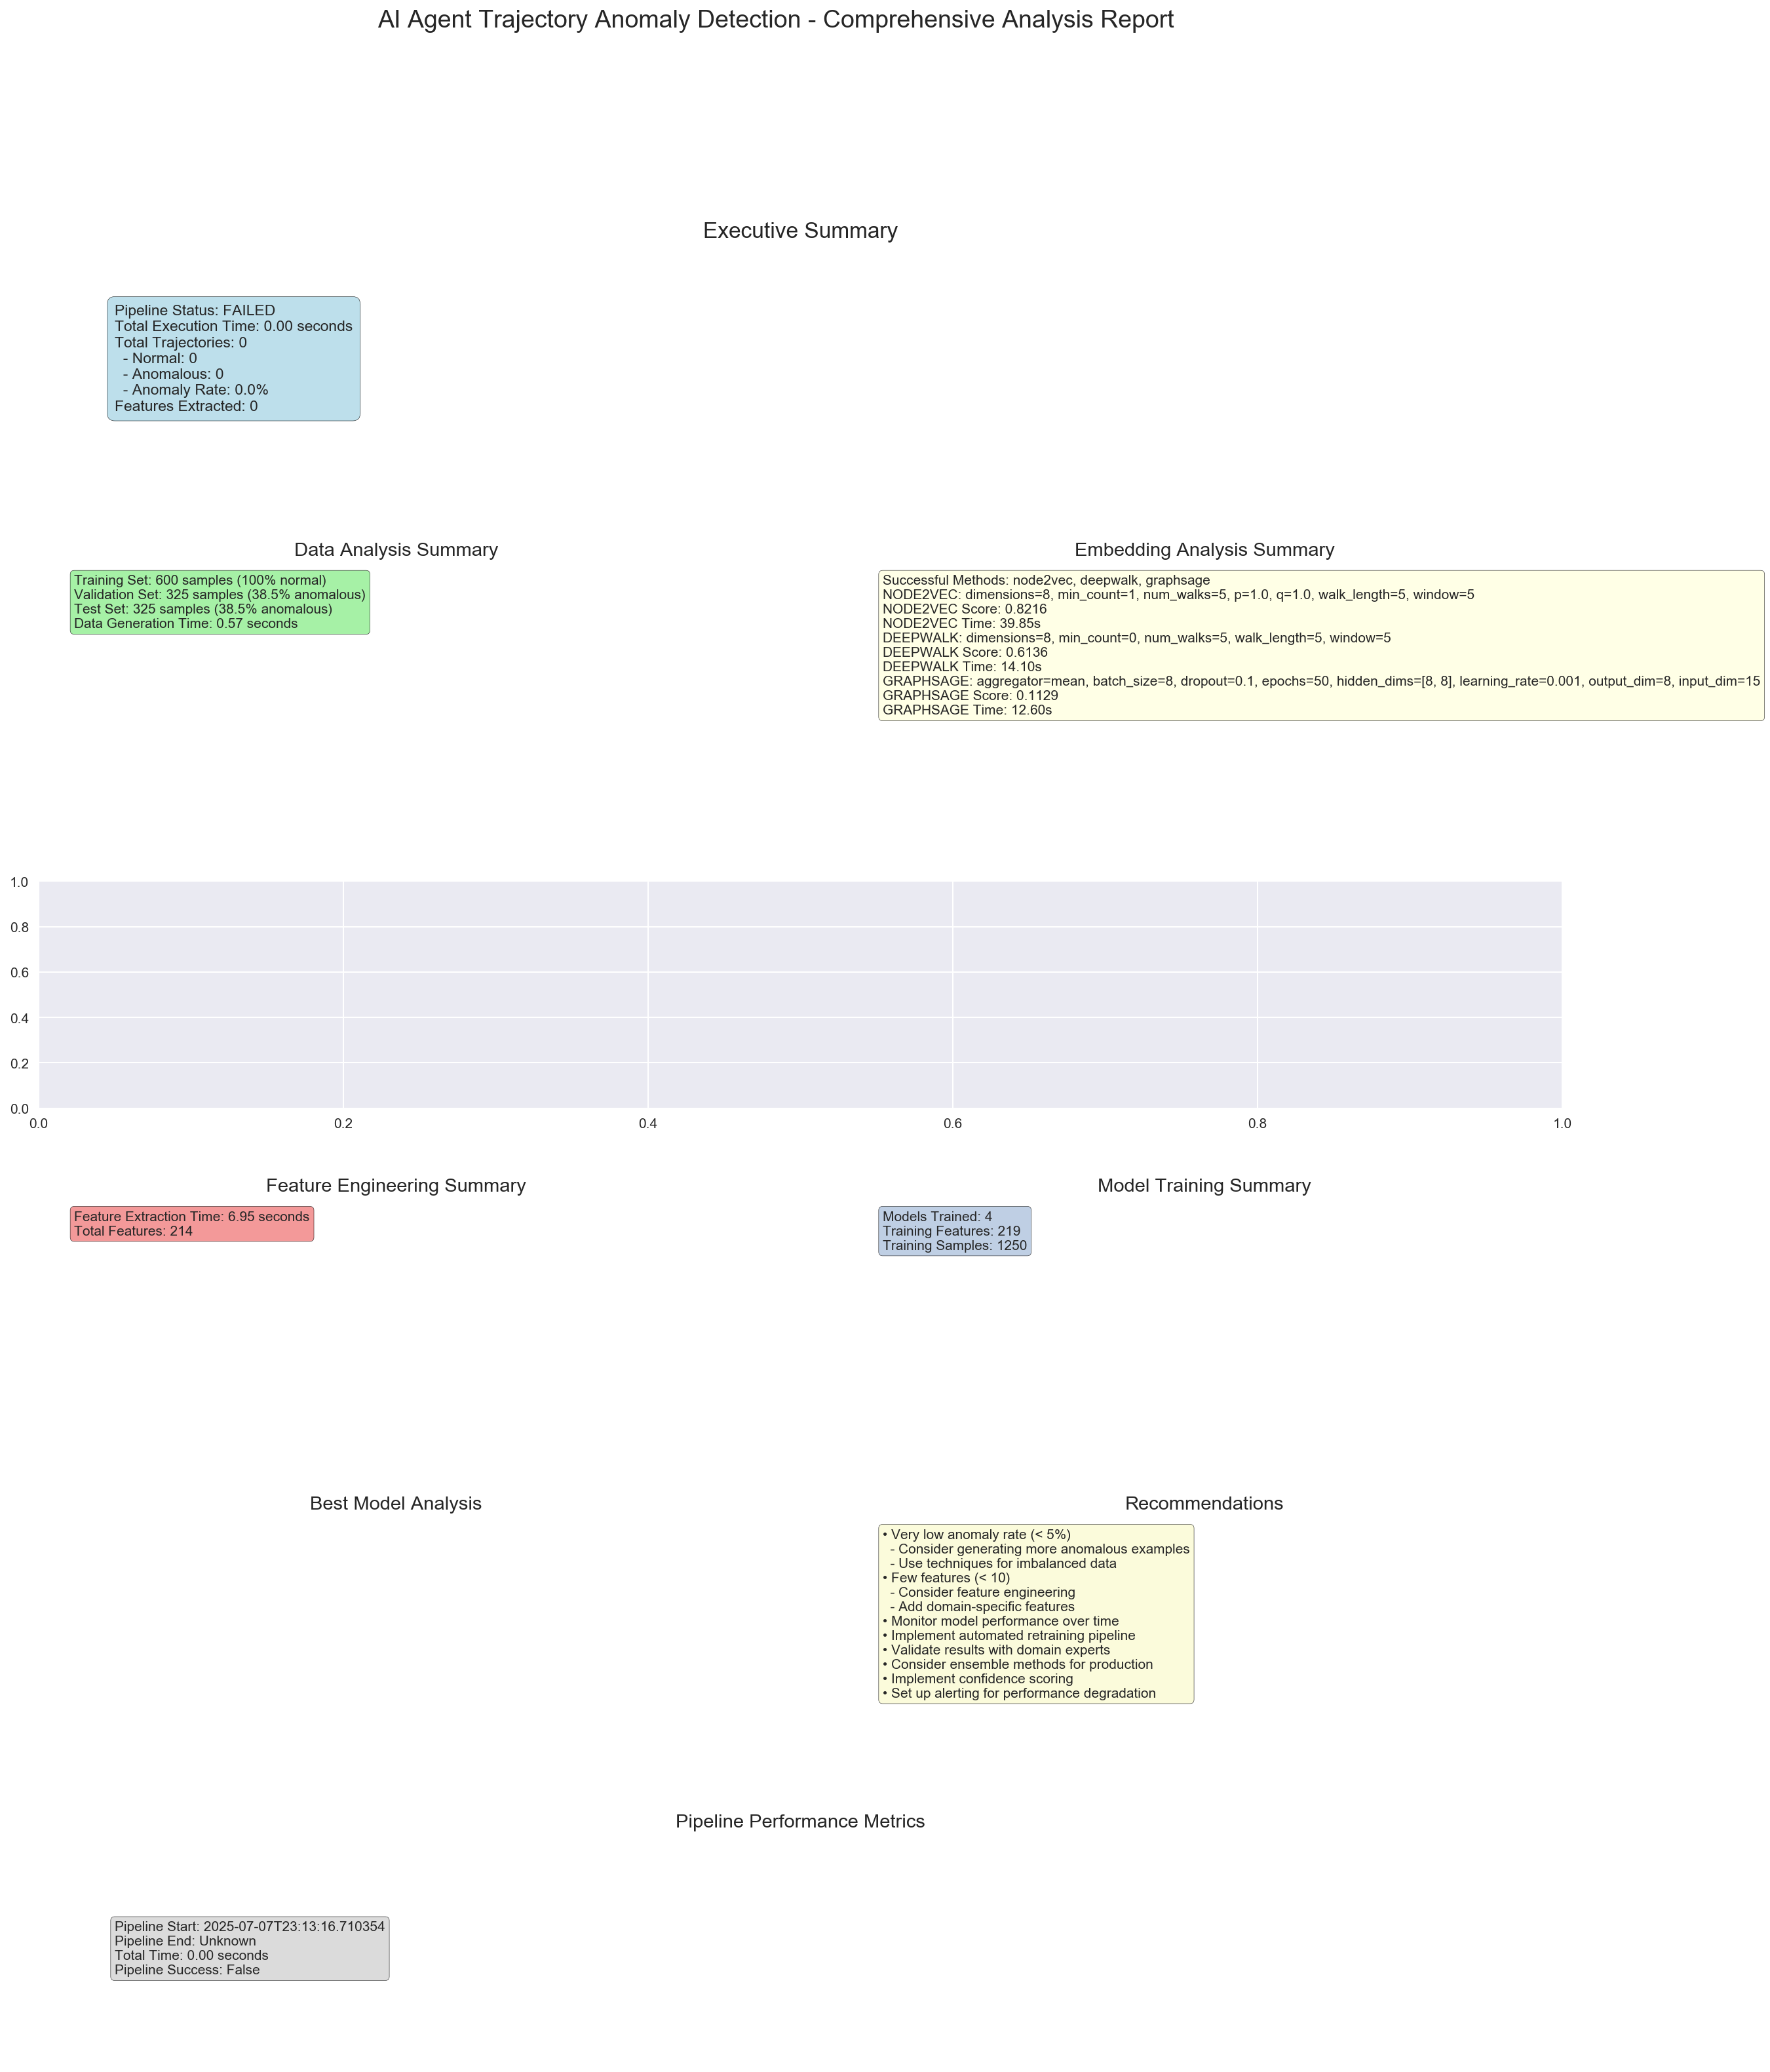 AI Agent Trajectory Anomaly Detection - Comprehensive Analysis Report
Executive Summary
Pipeline Status: FAILED
Total Execution Time: 0.00 seconds
Total Trajectories: 0
- Normal: 0
- Anomalous: 0
- Anomaly Rate: 0.0%
Features Extracted: 0
Data Analysis Summary
Training Set: 600 samples (100% normal)
Validation Set: 325 samples (38.5% anomalous)
Test Set: 325 samples (38.5% anomalous)
Data Generation Time: 0.57 seconds
Embedding Analysis Summary
Successful Methods: node2vec, deepwalk, graphsage
NODE2VEC: dimensions=8, min_count=1, num_walks=5, p=1.0, q=1.0, walk_length=5, window=5
NODE2VEC Score: 0.8216
NODE2VEC Time: 39.85s
DEEPWALK: dimensions=8, min_count=0, num_walks=5, walk_length=5, window=5
DEEPWALK Score: 0.6136
DEEPWALK Time: 14.10s
GRAPHSAGE: aggregator=mean, batch_size=8, dropout=0.1, epochs=50, hidden_dims=[8, 8], learning_rate=0.001, output_dim=8, input_dim=15
GRAPHSAGE Score: 0.1129
GRAPHSAGE Time: 12.60s
1.0
0.8
0.6
0.4
0.2
0.0
0.0 0.2 0.4 0.6 0.8 1.0
Feature Engineering Summary
Feature Extraction Time: 6.95 seconds
Total Features: 214
Model Training Summary
Models Trained: 4
Training Features: 219
Training Samples: 1250
Best Model Analysis
Recommendations
• Very low anomaly rate (< 5%)
- Consider generating more anomalous examples
- Use techniques for imbalanced data
• Few features (< 10)
- Consider feature engineering
- Add domain-specific features
• Monitor model performance over time
• Implement automated retraining pipeline
• Validate results with domain experts
• Consider ensemble methods for production
• Implement confidence scoring
• Set up alerting for performance degradation
Pipeline Performance Metrics
Pipeline Start: 2025-07-07T23:13:16.710354
Pipeline End: Unknown
Total Time: 0.00 seconds
Pipeline Success: False